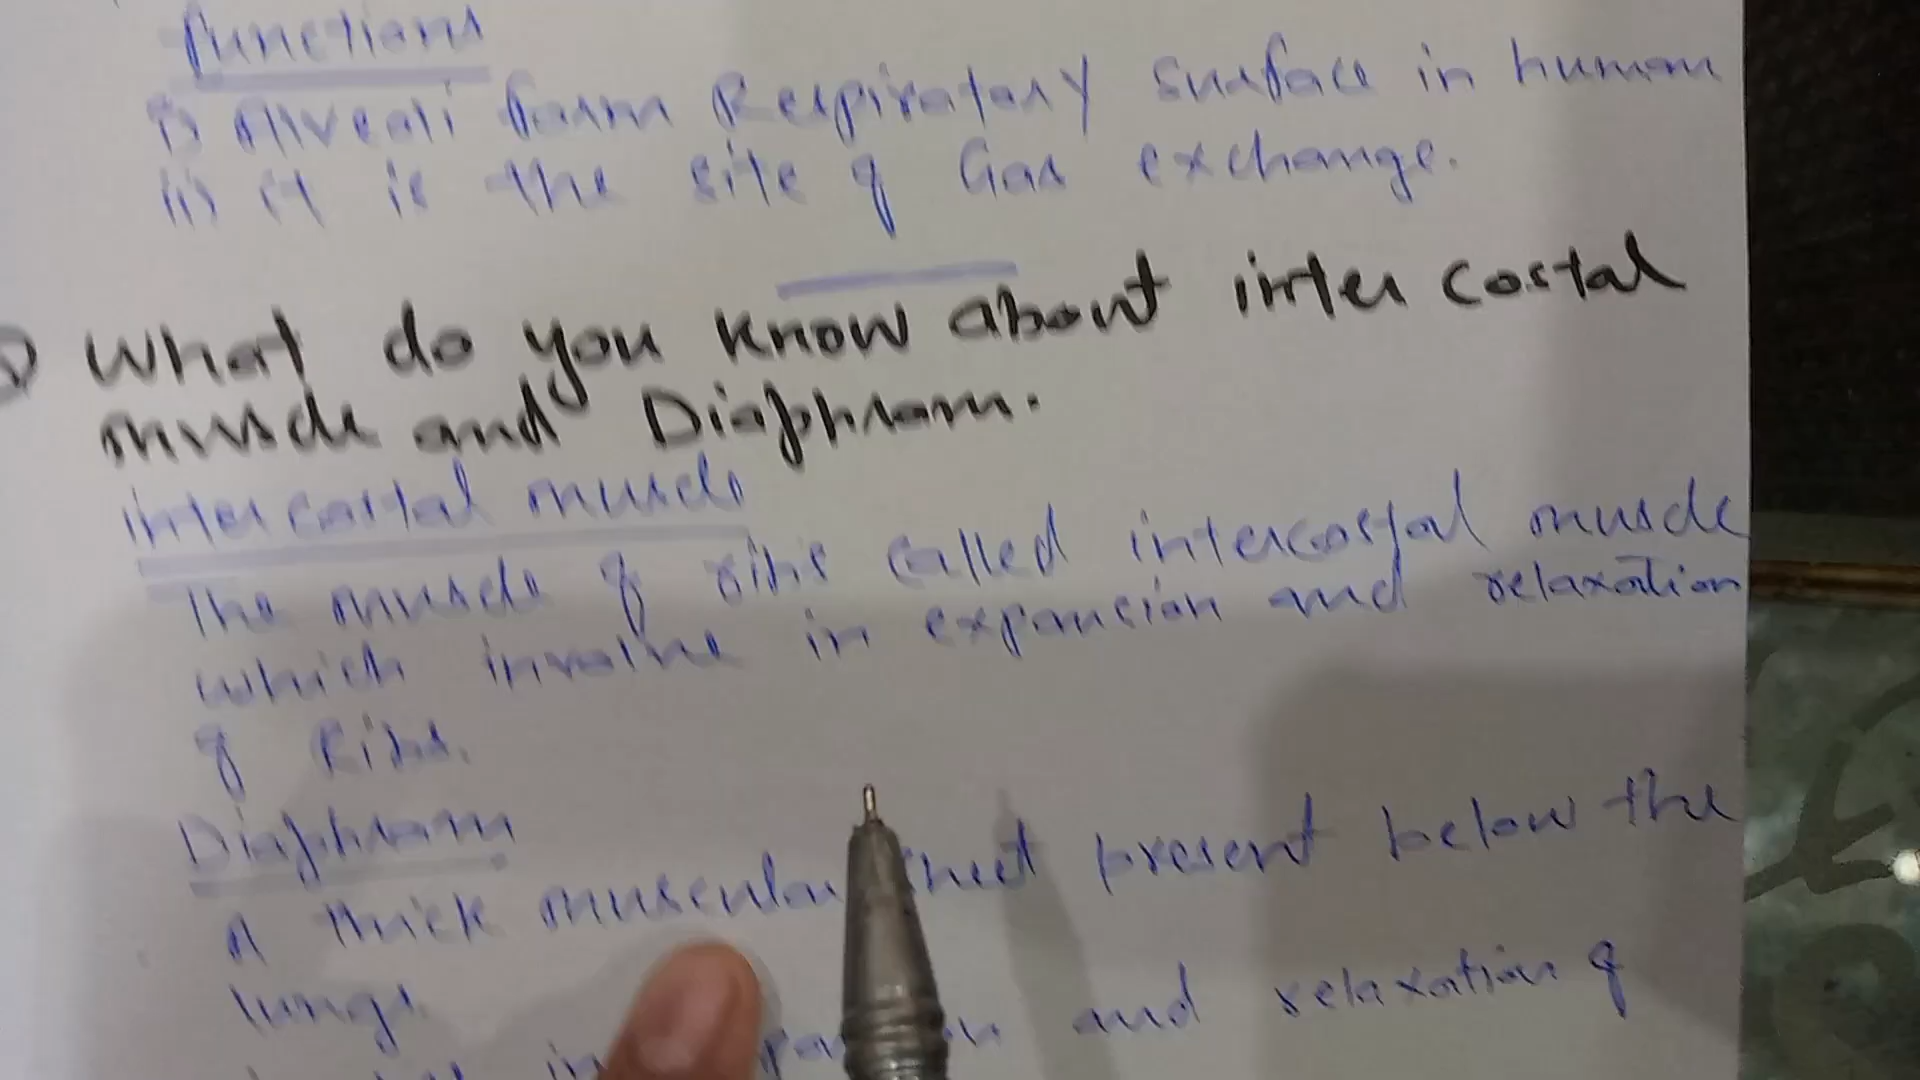 Functions
i) Alveoli form Respiratory surface in human
ii) it is the site of Gas exchange.
What do you know about inter costal
muscle and Diaphram.
inter costal muscle
The muscle of ribs called intercostal muscle
which involve in expansion and relaxation
of Ribs.
Diaphram
A thick muscular sheet present below the
lungs.
in and relaxation of